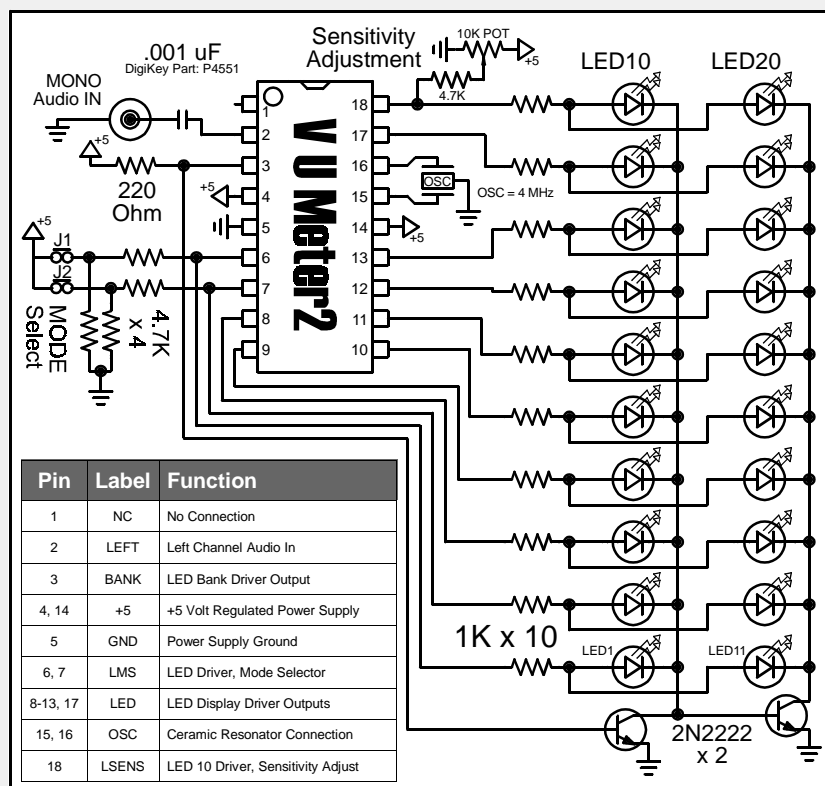 .001 uF
DigiKey Part: P4551
MONO
Audio IN
Sensitivity
Adjustment
10K POT
+5
4.7K
LED10
LED20
+5
220
Ohm
+5
+5
J1
J2
MODE
Select
4.7K
x 4
VU Meter2
1
2
3
4
5
6
7
8
9
18
17
16
15
14
13
12
11
10
OSC
OSC = 4 MHz
+5
1K x 10
LED1
LED11
2N2222
x 2
Pin Label Function
1 NC No Connection
2 LEFT Left Channel Audio In
3 BANK LED Bank Driver Output
4, 14 +5 +5 Volt Regulated Power Supply
5 GND Power Supply Ground
6, 7 LMS LED Driver, Mode Selector
8-13, 17 LED LED Display Driver Outputs
15, 16 OSC Ceramic Resonator Connection
18 LSENS LED 10 Driver, Sensitivity Adjust